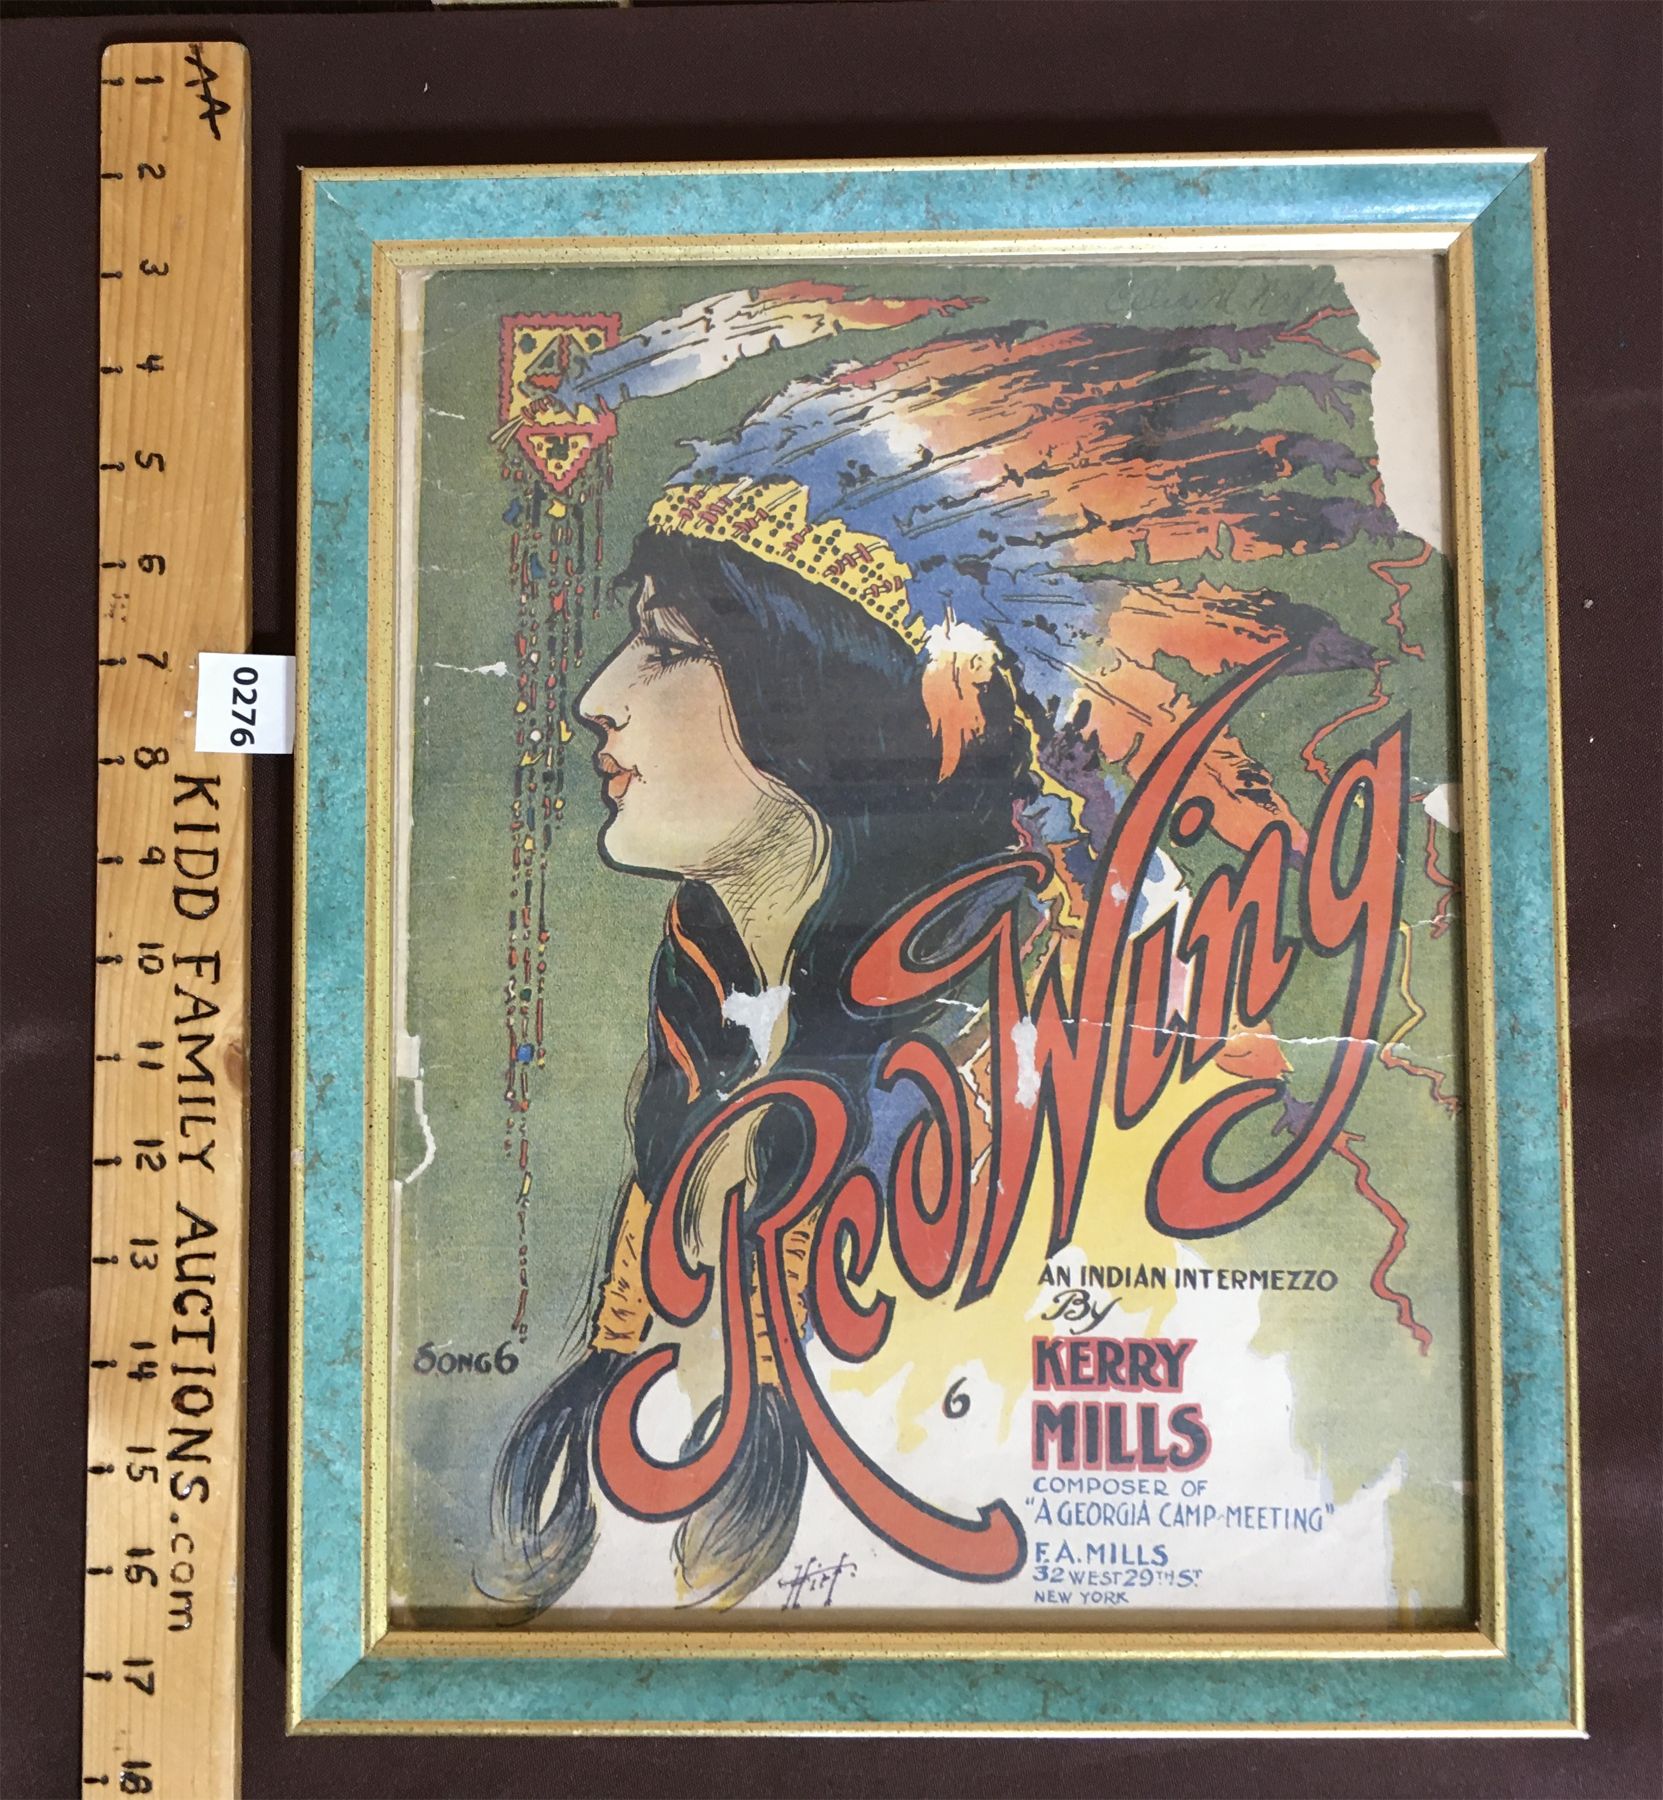 AA
1
2
3
4
5
6
7
8
9
10
11
12
13
14
15
16
17
18
KIDD FAMILY AUCTIONS.com
0276
Red Wing
AN INDIAN INTERMEZZO
By
KERRY
MILLS
COMPOSER OF
"A GEORGIA CAMP-MEETING"
F. A. MILLS
32 WEST 29TH ST.
NEW YORK
SONG 6
6
Hirt